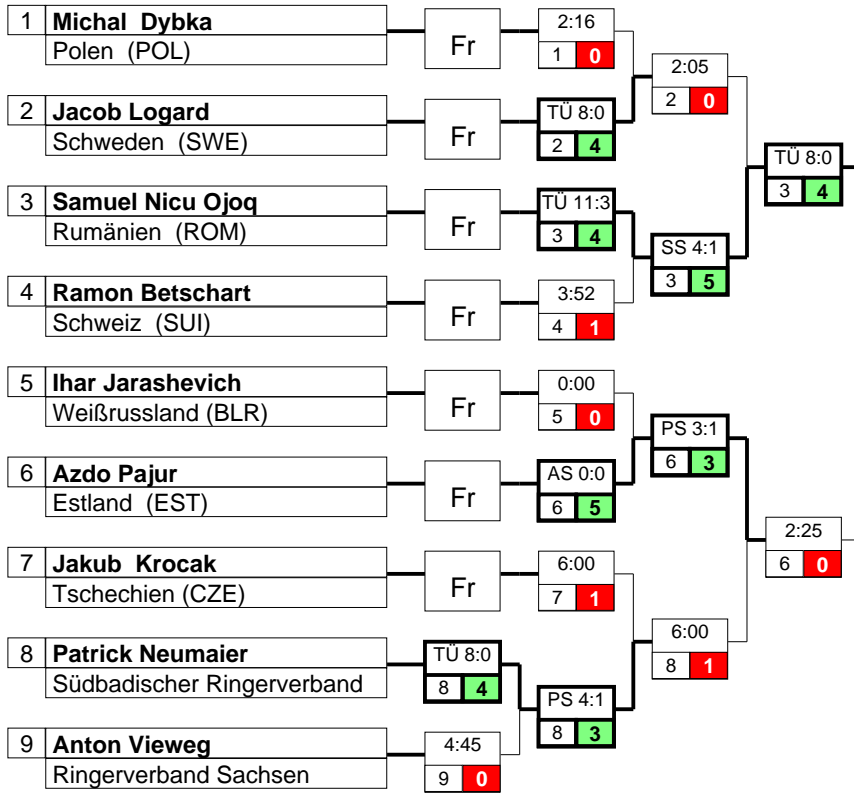 1 Michal Dybka
Polen (POL)
Fr
2:16
1 0
2:05
2 0
2 Jacob Logard
Schweden (SWE)
Fr
TÜ 8:0
2 4
TÜ 8:0
3 4
3 Samuel Nicu Ojoq
Rumänien (ROM)
Fr
TÜ 11:3
3 4
SS 4:1
3 5
4 Ramon Betschart
Schweiz (SUI)
Fr
3:52
4 1
5 Ihar Jarashevich
Weißrussland (BLR)
Fr
0:00
5 0
PS 3:1
6 3
6 Azdo Pajur
Estland (EST)
Fr
AS 0:0
6 5
2:25
6 0
7 Jakub Krocak
Tschechien (CZE)
Fr
6:00
7 1
6:00
8 1
8 Patrick Neumaier
Südbadischer Ringerverband
TÜ 8:0
8 4
PS 4:1
8 3
9 Anton Vieweg
Ringerverband Sachsen
4:45
9 0